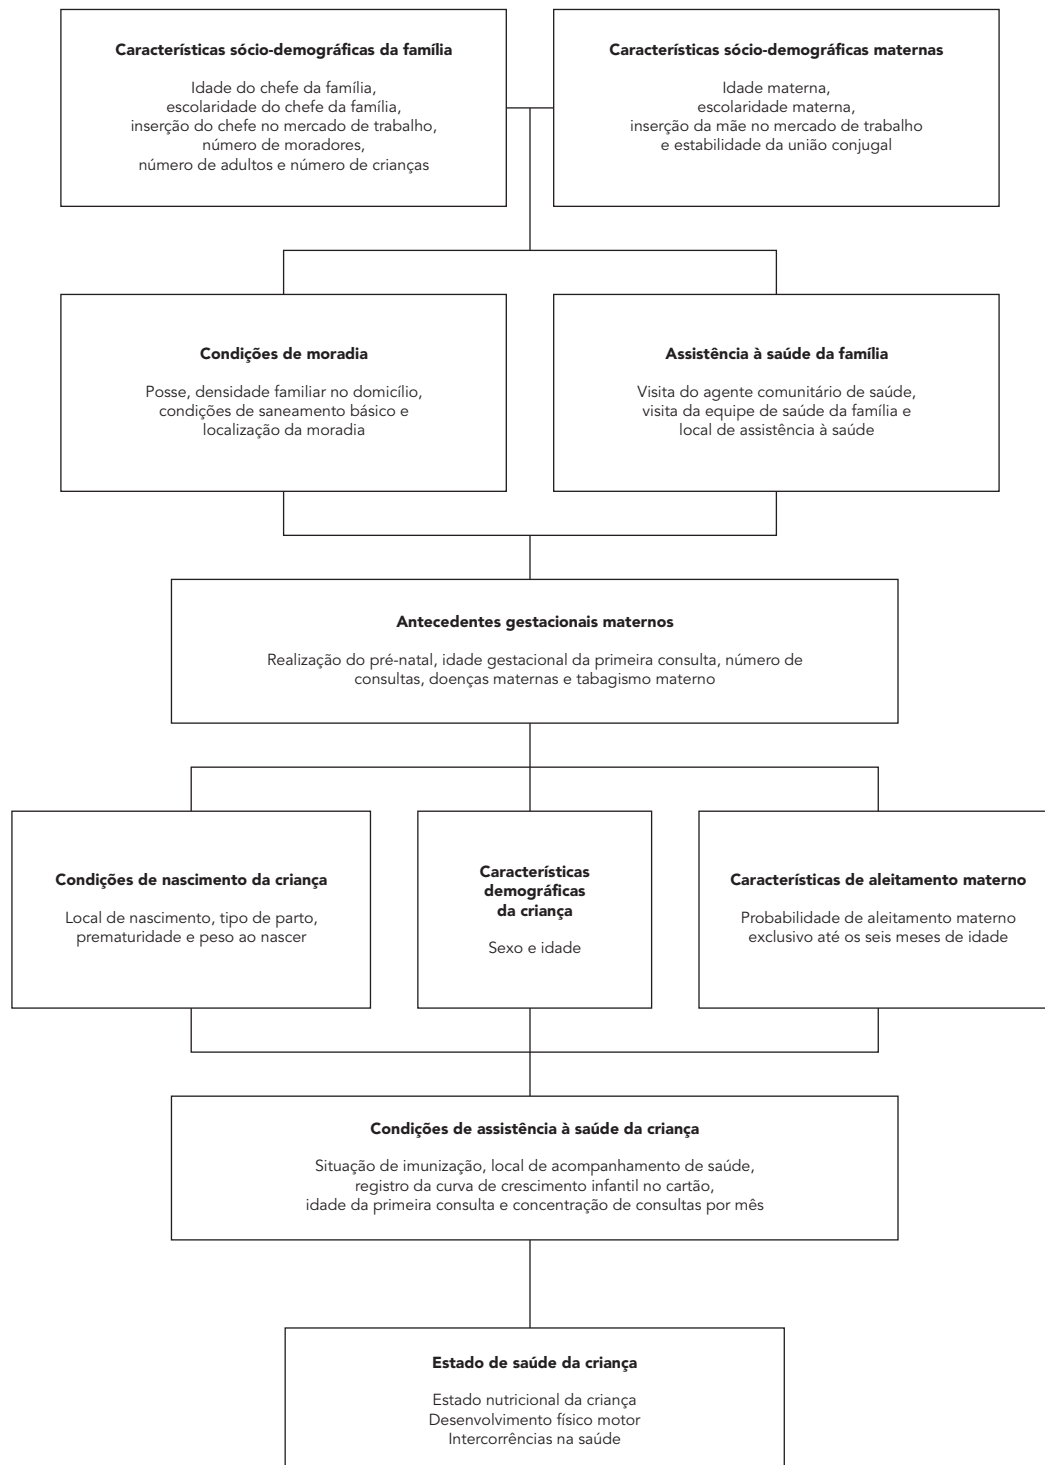 Características sócio-demográficas da família
Idade do chefe da família,
escolaridade do chefe da família,
inserção do chefe no mercado de trabalho,
número de moradores,
número de adultos e número de crianças
Características sócio-demográficas maternas
Idade materna,
escolaridade materna,
inserção da mãe no mercado de trabalho
e estabilidade da união conjugal
Condições de moradia
Posse, densidade familiar no domicílio,
condições de saneamento básico e
localização da moradia
Assistência à saúde da família
Visita do agente comunitário de saúde,
visita da equipe de saúde da família e
local de assistência à saúde
Antecedentes gestacionais maternos
Realização do pré-natal, idade gestacional da primeira consulta, número de
consultas, doenças maternas e tabagismo materno
Condições de nascimento da criança
Local de nascimento, tipo de parto,
prematuridade e peso ao nascer
Características
demográficas
da criança
Sexo e idade
Características de aleitamento materno
Probabilidade de aleitamento materno
exclusivo até os seis meses de idade
Condições de assistência à saúde da criança
Situação de imunização, local de acompanhamento de saúde,
registro da curva de crescimento infantil no cartão,
idade da primeira consulta e concentração de consultas por mês
Estado de saúde da criança
Estado nutricional da criança
Desenvolvimento físico motor
Intercorrências na saúde